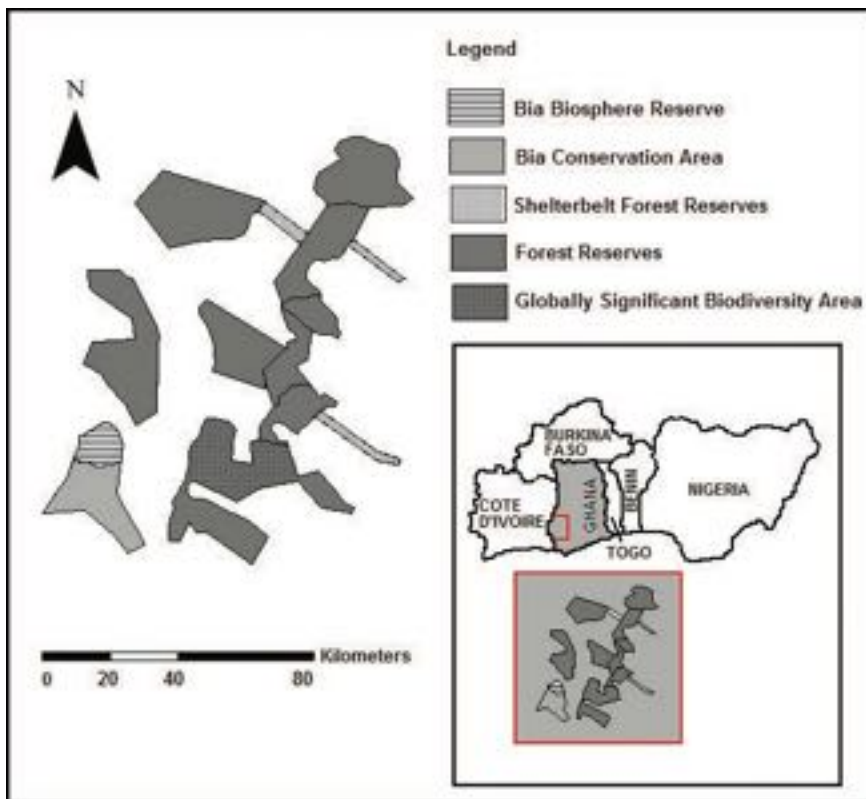 N
Legend
Bia Biosphere Reserve
Bia Conservation Area
Shelterbelt Forest Reserves
Forest Reserves
Globally Significant Biodiversity Area
BURKINA
FASO
COTE
D'IVOIRE
GHANA
BENIN
NIGERIA
TOGO
Kilometers
0 20 40 80